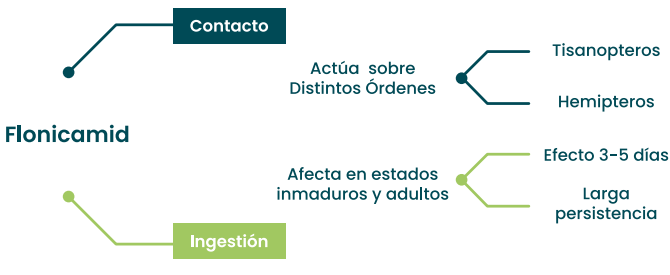 Contacto
Flonicamid
Ingestión
Actúa sobre
Distintos Órdenes
Tisanopteros
Hemipteros
Afecta en estados
inmaduros y adultos
Efecto 3-5 días
Larga
persistencia